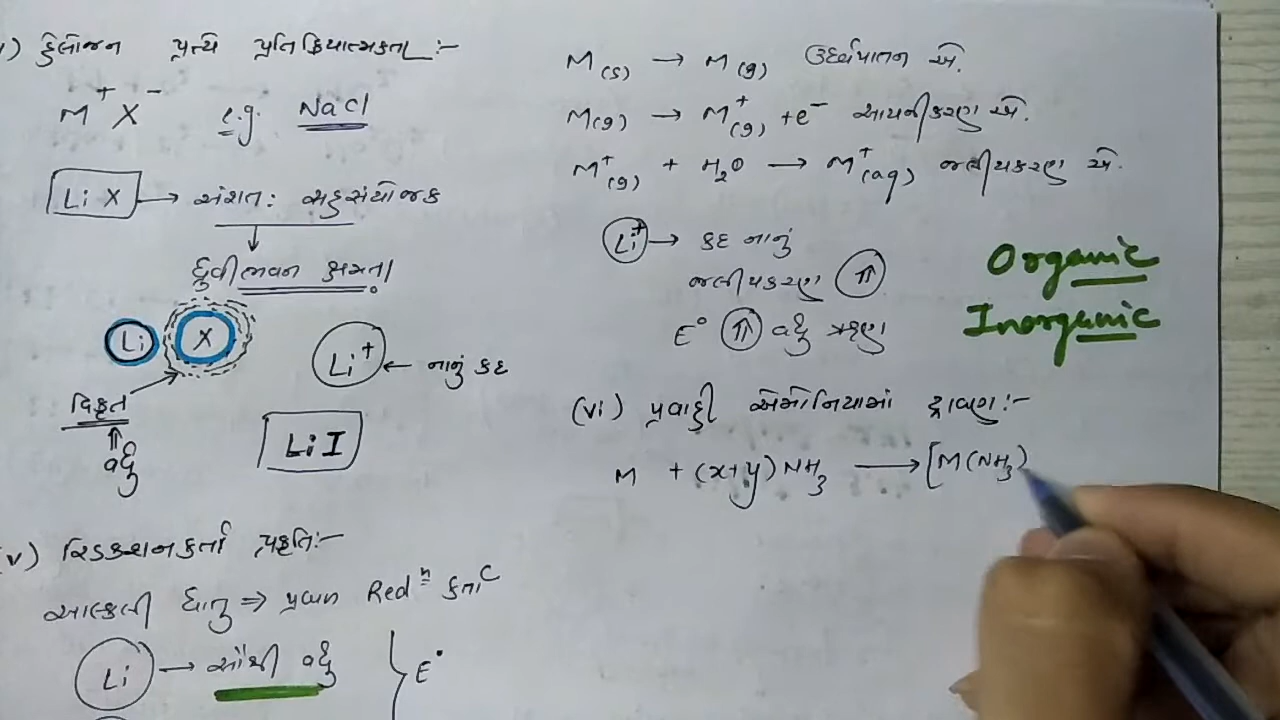 ) હેલોજન પ્રત્યે પ્રતિક્રિયાત્મકતા:-
M⁺X⁻ e.g. NaCl
LiX → અંશત: સહસંયોજક
↓
ધ્રુવીભવન ક્ષમતા.
Li X Li⁺ ← નાનું કદ
વિકૃત
⇑
વધુ
LiI
(v) રિડક્શનકર્તા પ્રકૃતિ:-
આલ્કલી ધાતુ ⇒ પ્રબળ Redⁿ કર્તા
Li → સૌથી વધુ } E°
M(s) → M(g) ઉર્ધ્વપાતન એ.
M(g) → M⁺(g) + e⁻ આયનીકરણ એ.
M⁺(g) + H₂O → M⁺(aq) જલીયકરણ એ.
Li⁺ → કદ નાનું
જલીયકરણ ⇑
E° ⇑ વધુ ઋણ
Organic
Inorganic
(vi) પ્રવાહી એમોનિયામાં દ્રાવણ:-
M + (x+y)NH₃ → [M(NH₃)